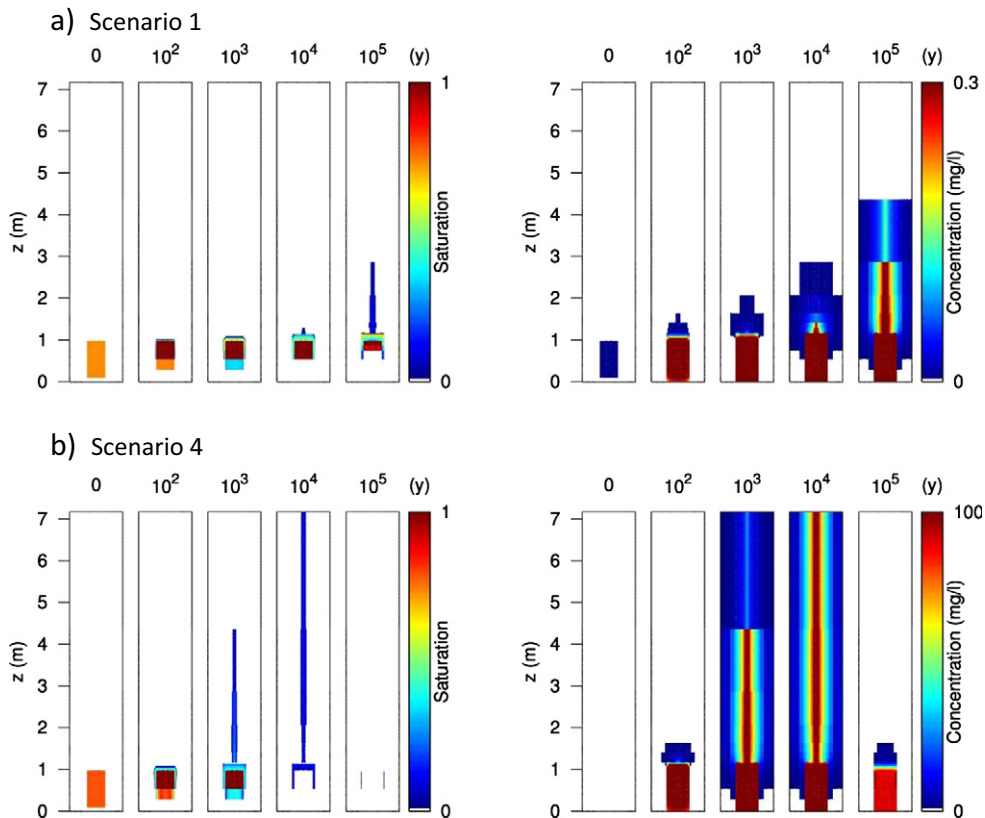 a) Scenario 1
0 10² 10³ 10⁴ 10⁵ (y)
7
6
5
4
3
2
1
0
z (m)
1
0
Saturation
0 10² 10³ 10⁴ 10⁵ (y)
7
6
5
4
3
2
1
0
z (m)
0.3
0
Concentration (mg/l)
b) Scenario 4
0 10² 10³ 10⁴ 10⁵ (y)
7
6
5
4
3
2
1
0
z (m)
1
0
Saturation
0 10² 10³ 10⁴ 10⁵ (y)
7
6
5
4
3
2
1
0
z (m)
100
0
Concentration (mg/l)